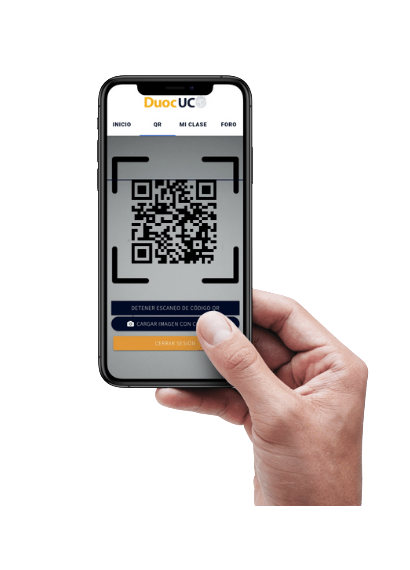 DuocUC
INICIO QR MI CLASE FORO
DETENER ESCANEO DE CÓDIGO QR
CARGAR IMAGEN CON
CERRAR SESIÓN